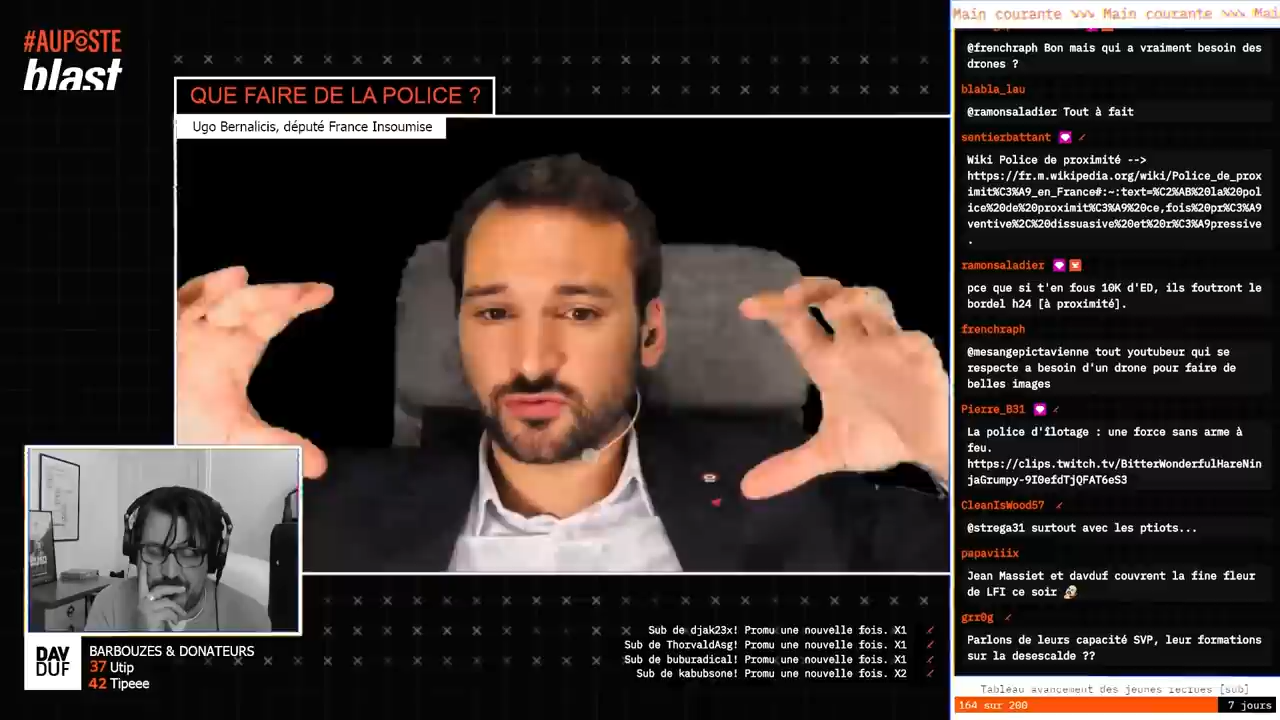 #AUPOSTE
blast
QUE FAIRE DE LA POLICE ?
Ugo Bernalicis, député France Insoumise
DAV
DUF
BARBOUZES & DONATEURS
37 Utip
42 Tipeee
Sub de djak23x! Promu une nouvelle fois. X1
Sub de ThorvaldAsg! Promu une nouvelle fois. X1
Sub de buburadical! Promu une nouvelle fois. X1
Sub de kabubsone! Promu une nouvelle fois. X2
Main courante Main courante Mai
@frenchraph Bon mais qui a vraiment besoin des
drones ?
blabla_lau
@ramonsaladier Tout à fait
sentierbattant
Wiki Police de proximité -->
https://fr.m.wikipedia.org/wiki/Police_de_prox
imit%C3%A9_en_France#:~:text=%C2%AB%20la%20pol
ice%20de%20proximit%C3%A9%20ce,fois%20pr%C3%A9
ventive%2C%20dissuasive%20et%20r%C3%A9pressive
.
ramonsaladier
pce que si t'en fous 10K d'ED, ils foutront le
bordel h24 [à proximité].
frenchraph
@mesangepictavienne tout youtubeur qui se
respecte a besoin d'un drone pour faire de
belles images
Pierre_B31
La police d'îlotage : une force sans arme à
feu.
https://clips.twitch.tv/BitterWonderfulHareNin
jaGrumpy-9I0efdTjQFAT6eS3
CleanIsWood57
@strega31 surtout avec les ptiots...
papaviiix
Jean Massiet et davduf couvrent la fine fleur
de LFI ce soir
grr0g
Parlons de leurs capacité SVP, leur formations
sur la desescalde ??
Tableau avancement des jeunes recrues [sub]
164 sur 200
7 jours